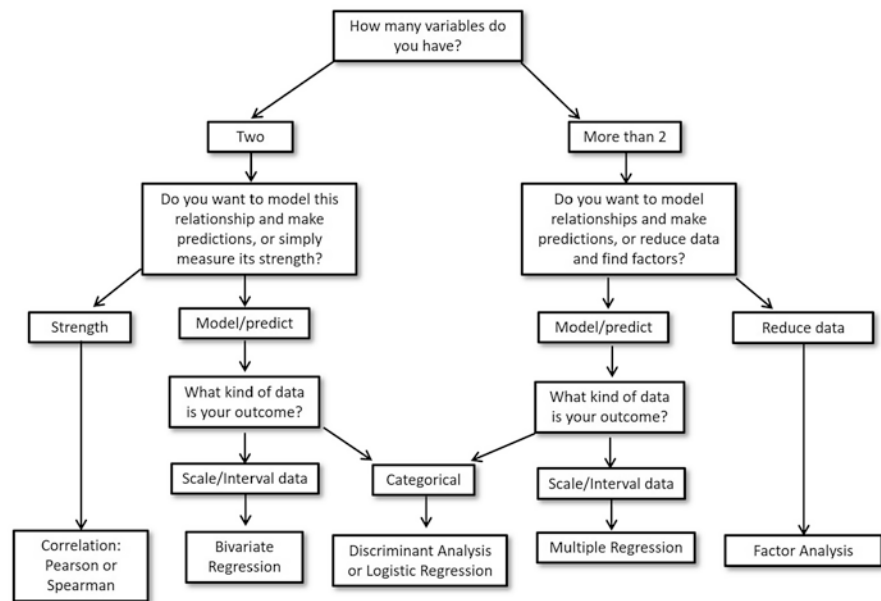 How many variables do
you have?
Two
More than 2
Do you want to model this
relationship and make
predictions, or simply
measure its strength?
Do you want to model
relationships and make
predictions, or reduce data
and find factors?
Strength
Model/predict
Model/predict
Reduce data
What kind of data
is your outcome?
What kind of data
is your outcome?
Scale/Interval data
Categorical
Scale/Interval data
Correlation:
Pearson or
Spearman
Bivariate
Regression
Discriminant Analysis
or Logistic Regression
Multiple Regression
Factor Analysis